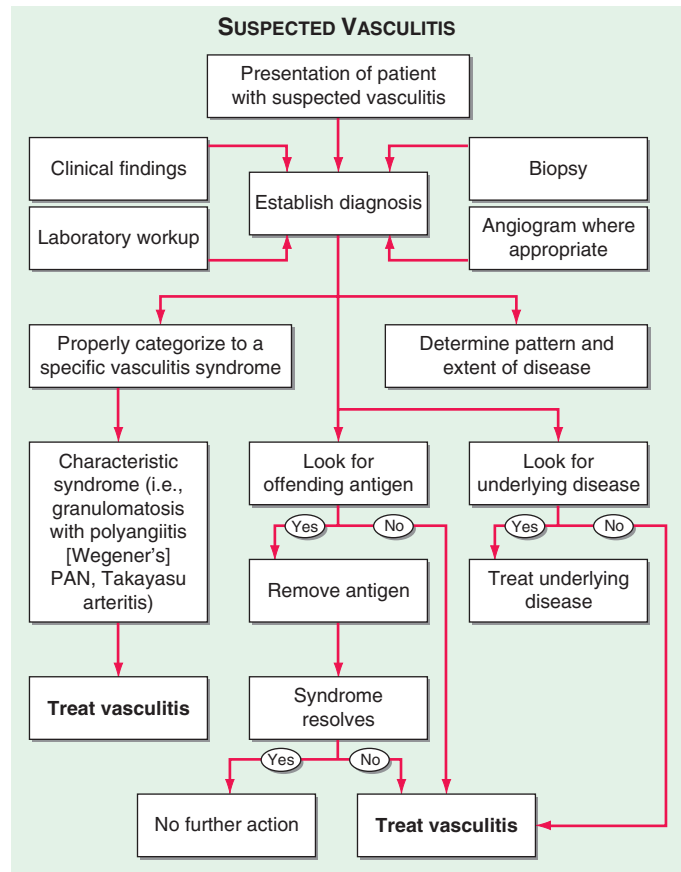 SUSPECTED VASCULITIS
Presentation of patient
with suspected vasculitis
Clinical findings
Biopsy
Establish diagnosis
Laboratory workup
Angiogram where
appropriate
Properly categorize to a
specific vasculitis syndrome
Determine pattern and
extent of disease
Characteristic
syndrome (i.e.,
granulomatosis
with polyangiitis
[Wegener's]
PAN, Takayasu
arteritis)
Look for
offending antigen
Look for
underlying disease
Yes
No
Yes
No
Remove antigen
Treat underlying
disease
Treat vasculitis
Syndrome
resolves
Yes
No
No further action
Treat vasculitis